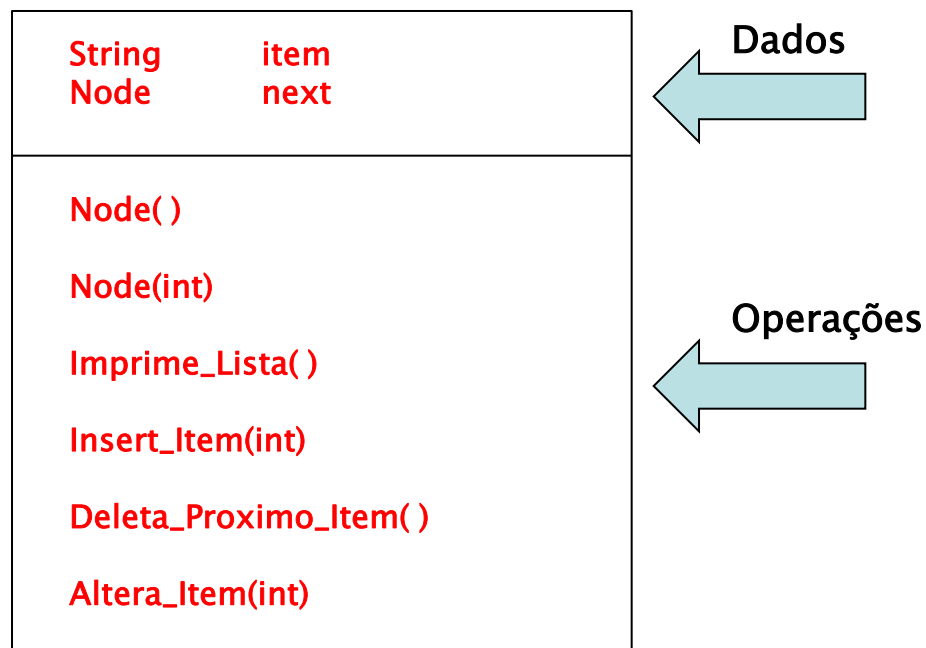 String item
Node next
Dados
Node( )
Node(int)
Imprime_Lista( )
Insert_Item(int)
Deleta_Proximo_Item( )
Altera_Item(int)
Operações